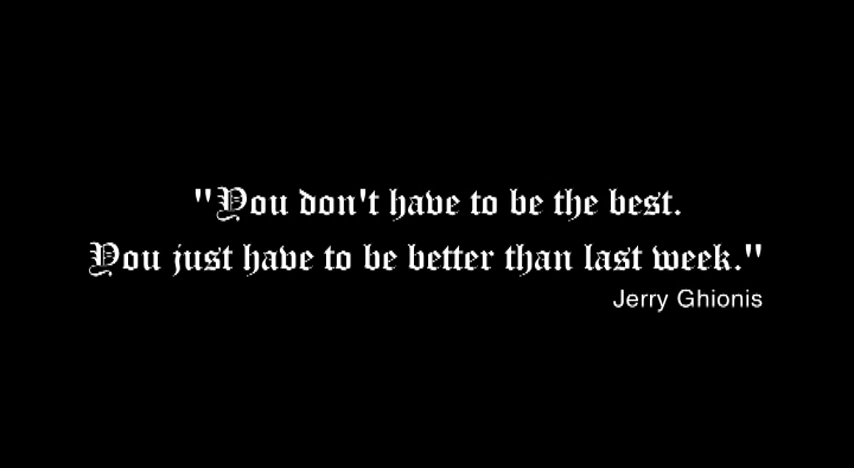 "You don't have to be the best.
You just have to be better than last week."
Jerry Ghionis